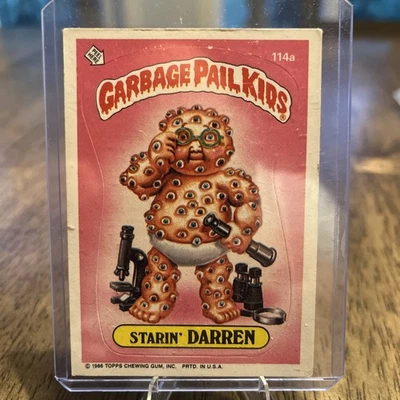 114a
GARBAGE PAIL KIDS®
STARIN' DARREN
© 1986 TOPPS CHEWING GUM, INC. PRTD. IN U.S.A.